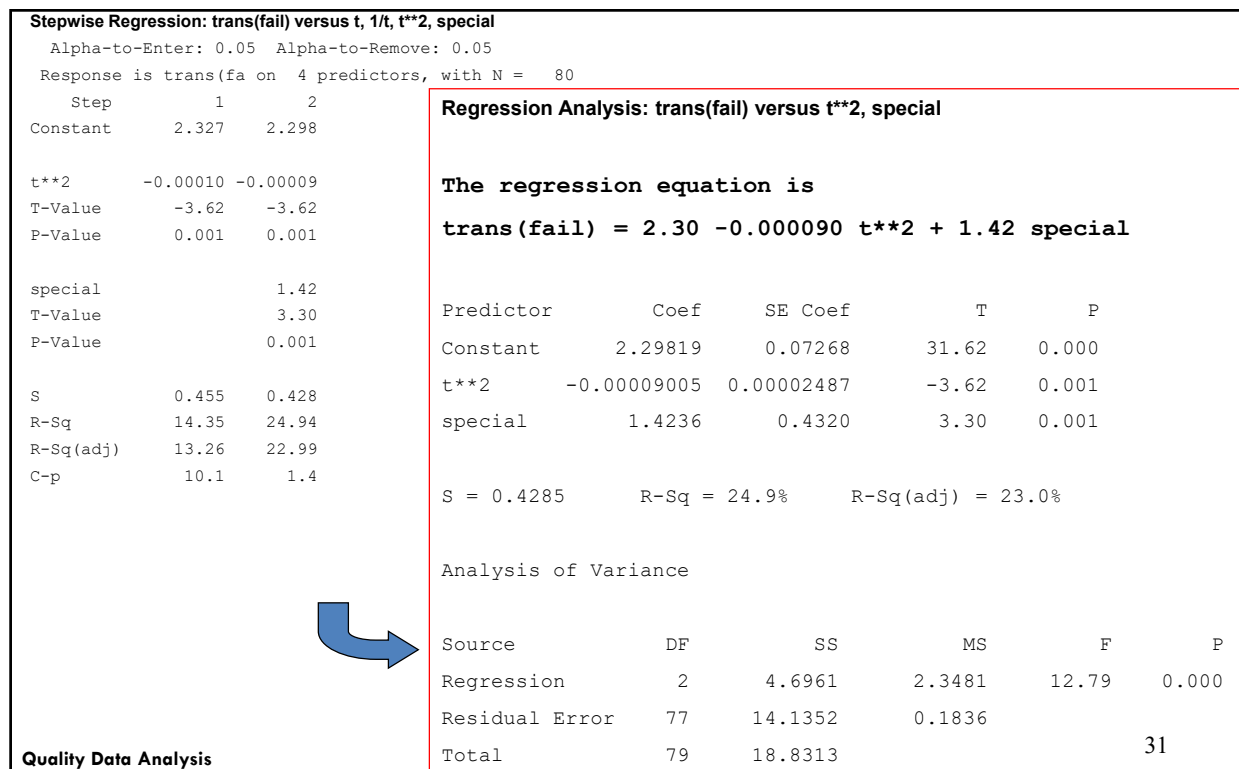 Stepwise Regression: trans(fail) versus t, 1/t, t**2, special
Alpha-to-Enter: 0.05 Alpha-to-Remove: 0.05
Response is trans(fa on 4 predictors, with N = 80
Step 1 2
Constant 2.327 2.298
t**2 -0.00010 -0.00009
T-Value -3.62 -3.62
P-Value 0.001 0.001
special 1.42
T-Value 3.30
P-Value 0.001
S 0.455 0.428
R-Sq 14.35 24.94
R-Sq(adj) 13.26 22.99
C-p 10.1 1.4
Regression Analysis: trans(fail) versus t**2, special
The regression equation is
trans(fail) = 2.30 -0.000090 t**2 + 1.42 special
Predictor Coef SE Coef T P
Constant 2.29819 0.07268 31.62 0.000
t**2 -0.00009005 0.00002487 -3.62 0.001
special 1.4236 0.4320 3.30 0.001
S = 0.4285 R-Sq = 24.9% R-Sq(adj) = 23.0%
Analysis of Variance
Source DF SS MS F P
Regression 2 4.6961 2.3481 12.79 0.000
Residual Error 77 14.1352 0.1836
Total 79 18.8313
Quality Data Analysis
31